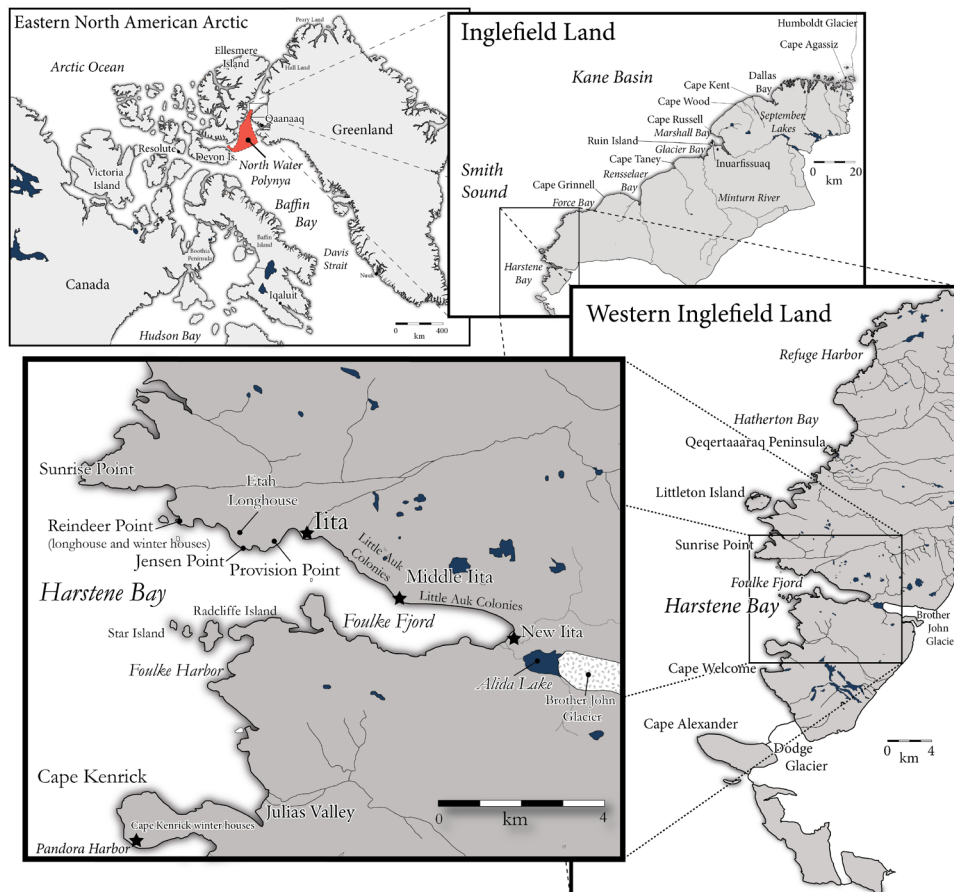 Eastern North American Arctic
Peary Land
Ellesmere
Island
Hall Land
Arctic Ocean
Qaanaaq
Greenland
Resolute
Devon Is.
North Water
Polynya
Victoria
Island
Baffin
Bay
Baffin
Island
Davis
Strait
Boothia
Peninsula
Nuuk
Canada
Iqaluit
Hudson Bay
0 400
km
Inglefield Land
Humboldt Glacier
Cape Agassiz
Kane Basin
Dallas
Bay
Cape Kent
Cape Wood
September
Lakes
Cape Russell
Marshall Bay
Ruin Island
Glacier Bay
Inuarfissuaq
Cape Taney
Rensselaer
Bay
0 20
km
Smith
Sound
Cape Grinnell
Force Bay
Minturn River
Harstene
Bay
Western Inglefield Land
Refuge Harbor
Hatherton Bay
Qeqertaaraq Peninsula
Littleton Island
Sunrise Point
Foulke Fjord
Harstene Bay
Brother
John
Glacie
Cape Welcome
Cape Alexander
Dodge
Glacier
0 4
km
Sunrise Point
Etah
Longhouse
Reindeer Point
(longhouse and winter houses)
Iita
Jensen Point
Provision Point
Little Auk
Colonies
Middle Iita
Little Auk Colonies
Harstene Bay
Radcliffe Island
Star Island
Foulke Fjord
New Iita
Foulke Harbor
Alida Lake
Brother John
Glacier
Cape Kenrick
Julias Valley
Cape Kenrick winter houses
Pandora Harbor
0 4
km